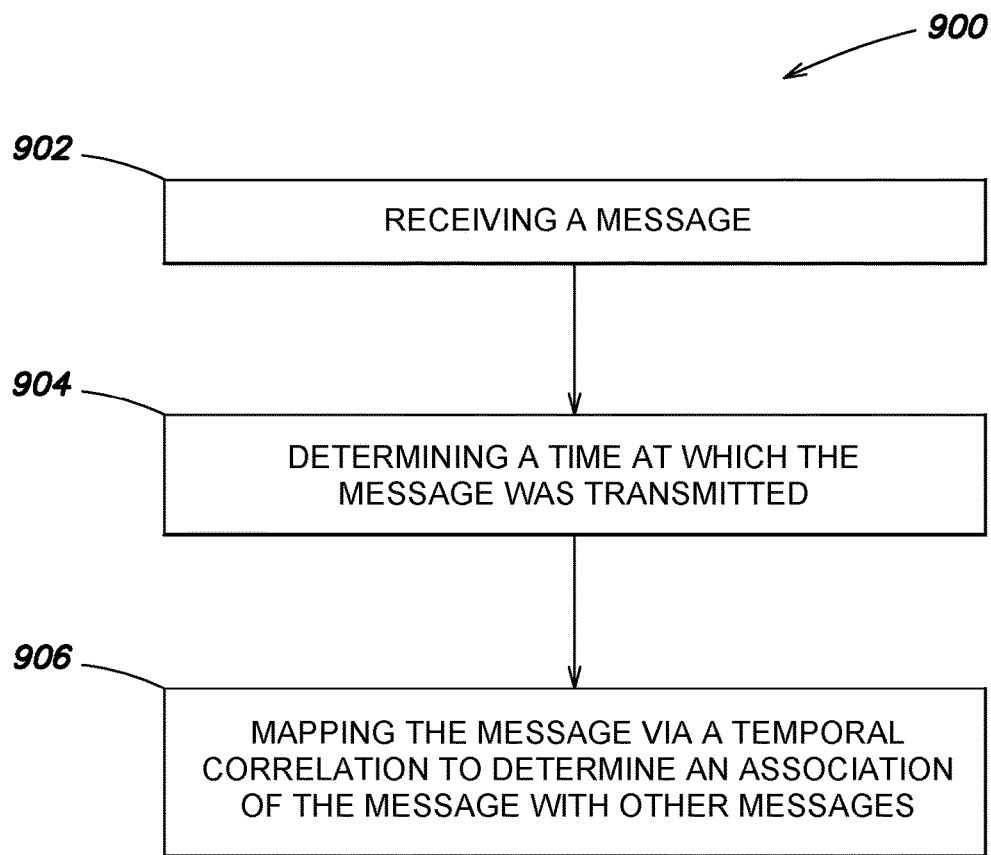 900
902
RECEIVING A MESSAGE
904
DETERMINING A TIME AT WHICH THE
MESSAGE WAS TRANSMITTED
906
MAPPING THE MESSAGE VIA A TEMPORAL
CORRELATION TO DETERMINE AN ASSOCIATION
OF THE MESSAGE WITH OTHER MESSAGES